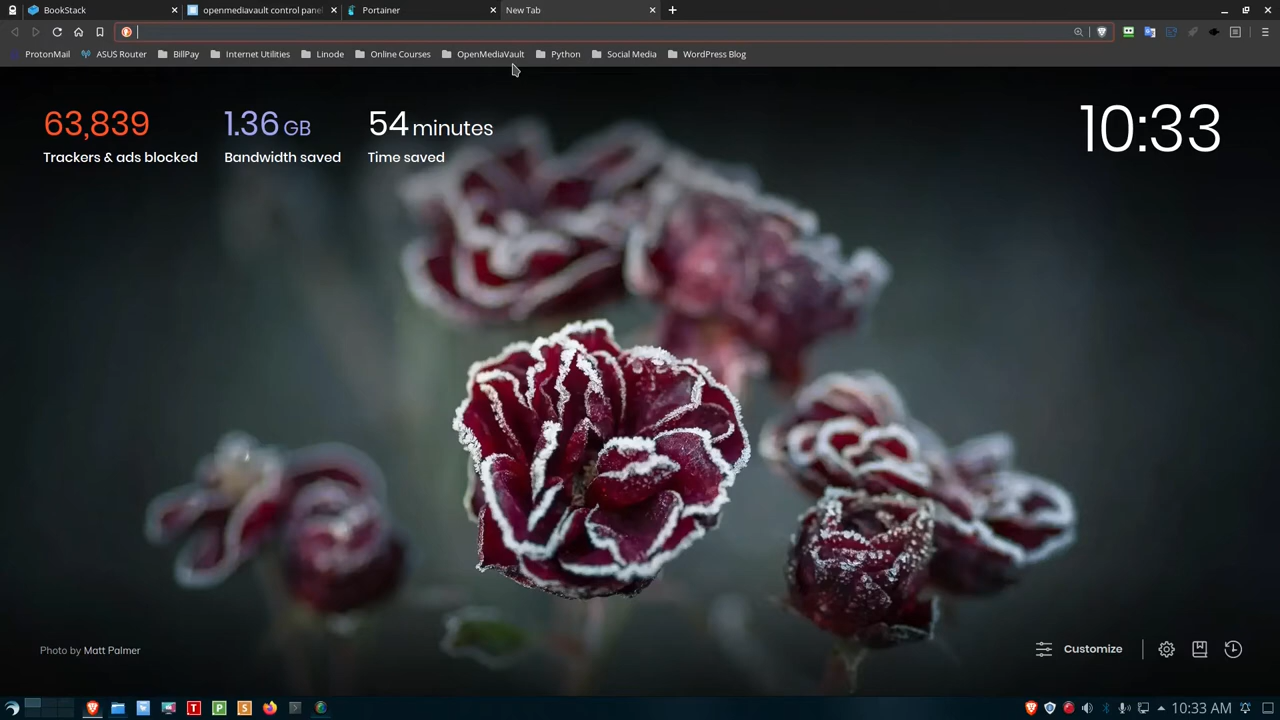 BookStack
openmediavault control pane
Portainer
New Tab
ProtonMail
ASUS Router
BillPay
Internet Utilities
Linode
Online Courses
OpenMediaVault
Python
Social Media
WordPress Blog
63,839
Trackers & ads blocked
1.36 GB
Bandwidth saved
54 minutes
Time saved
10:33
Photo by Matt Palmer
Customize
T
P
S
10:33 AM